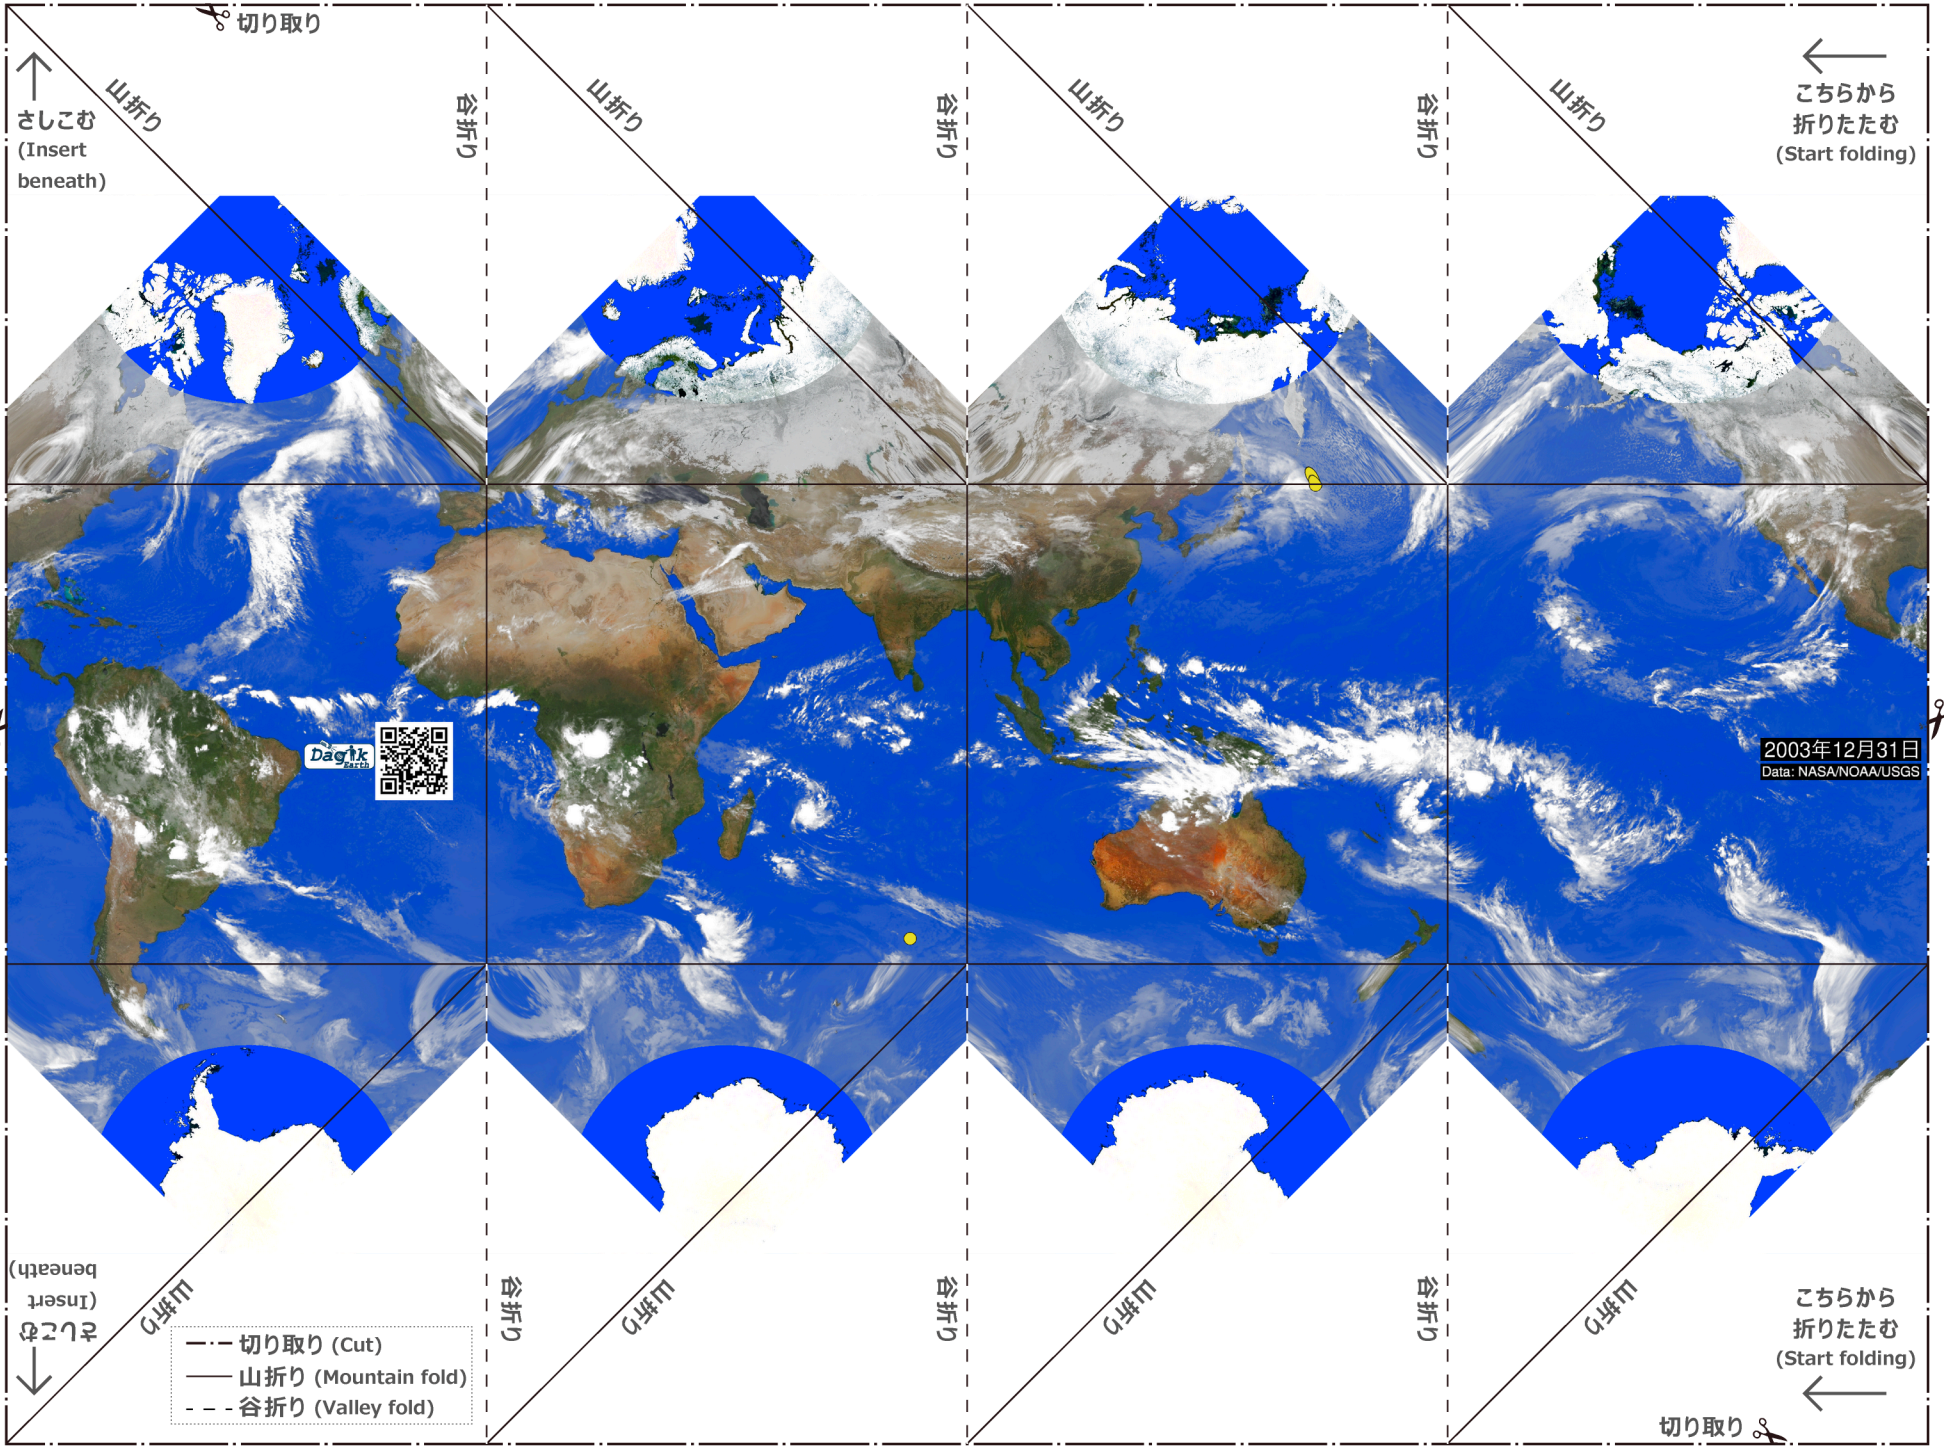 切り取り
山折り
谷折り
山折り
谷折り
山折り
谷折り
山折り
さしこむ
(Insert
beneath)
こちらから
折りたたむ
(Start folding)
Dagik
Earth
2003年12月31日
Data: NASA/NOAA/USGS
さしこむ
(Insert
beneath)
山折り
谷折り
山折り
谷折り
山折り
谷折り
山折り
こちらから
折りたたむ
(Start folding)
切り取り (Cut)
山折り (Mountain fold)
谷折り (Valley fold)
切り取り